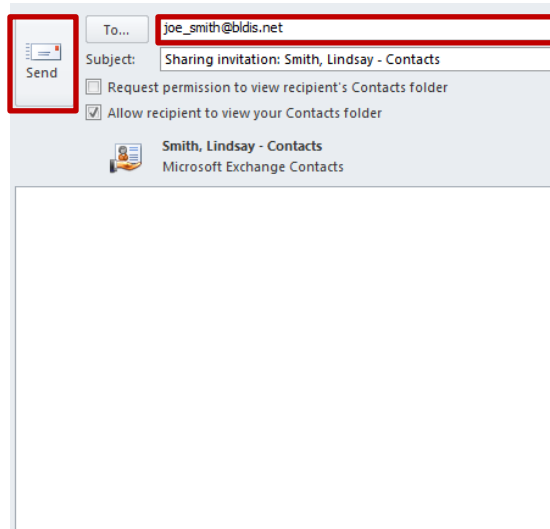 To... joe_smith@bldis.net
Send
Subject: Sharing invitation: Smith, Lindsay - Contacts
Request permission to view recipient's Contacts folder
Allow recipient to view your Contacts folder
Smith, Lindsay - Contacts
Microsoft Exchange Contacts